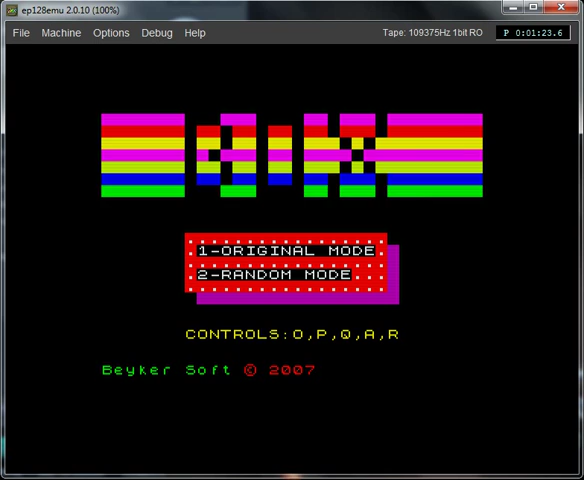 ep128emu 2.0.10 (100%)
File Machine Options Debug Help Tape: 109375Hz 1bit RO P 0:01:23.6
1-ORIGINAL MODE
2-RANDOM MODE
CONTROLS:O,P,Q,A,R
Beyker Soft © 2007